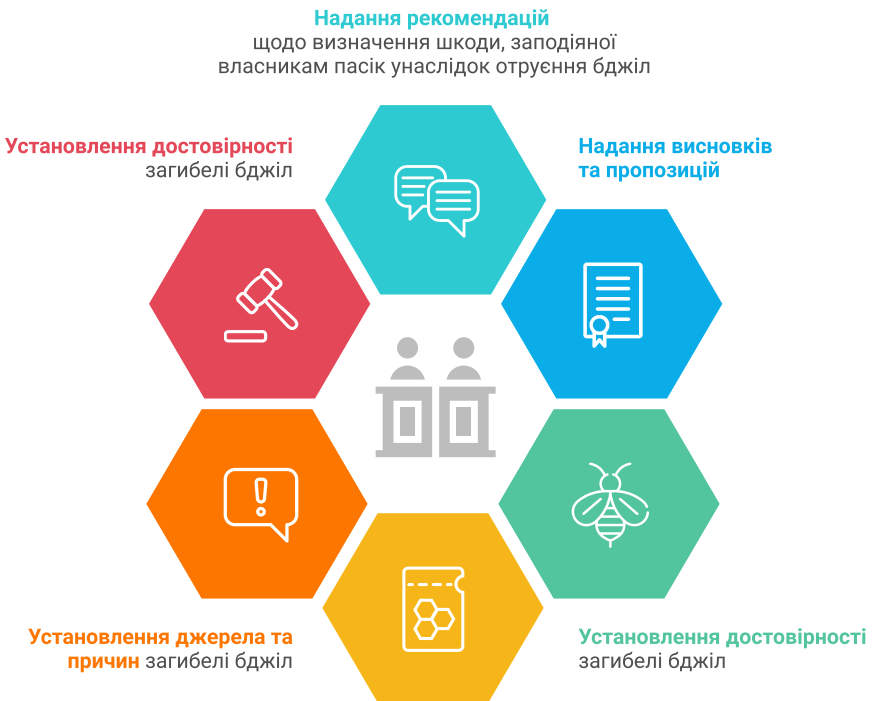 Надання рекомендацій
щодо визначення шкоди, заподіяної
власникам пасік унаслідок отруєння бджіл
Установлення достовірності
загибелі бджіл
Надання висновків
та пропозицій
Установлення джерела та
причин загибелі бджіл
Установлення достовірності
загибелі бджіл